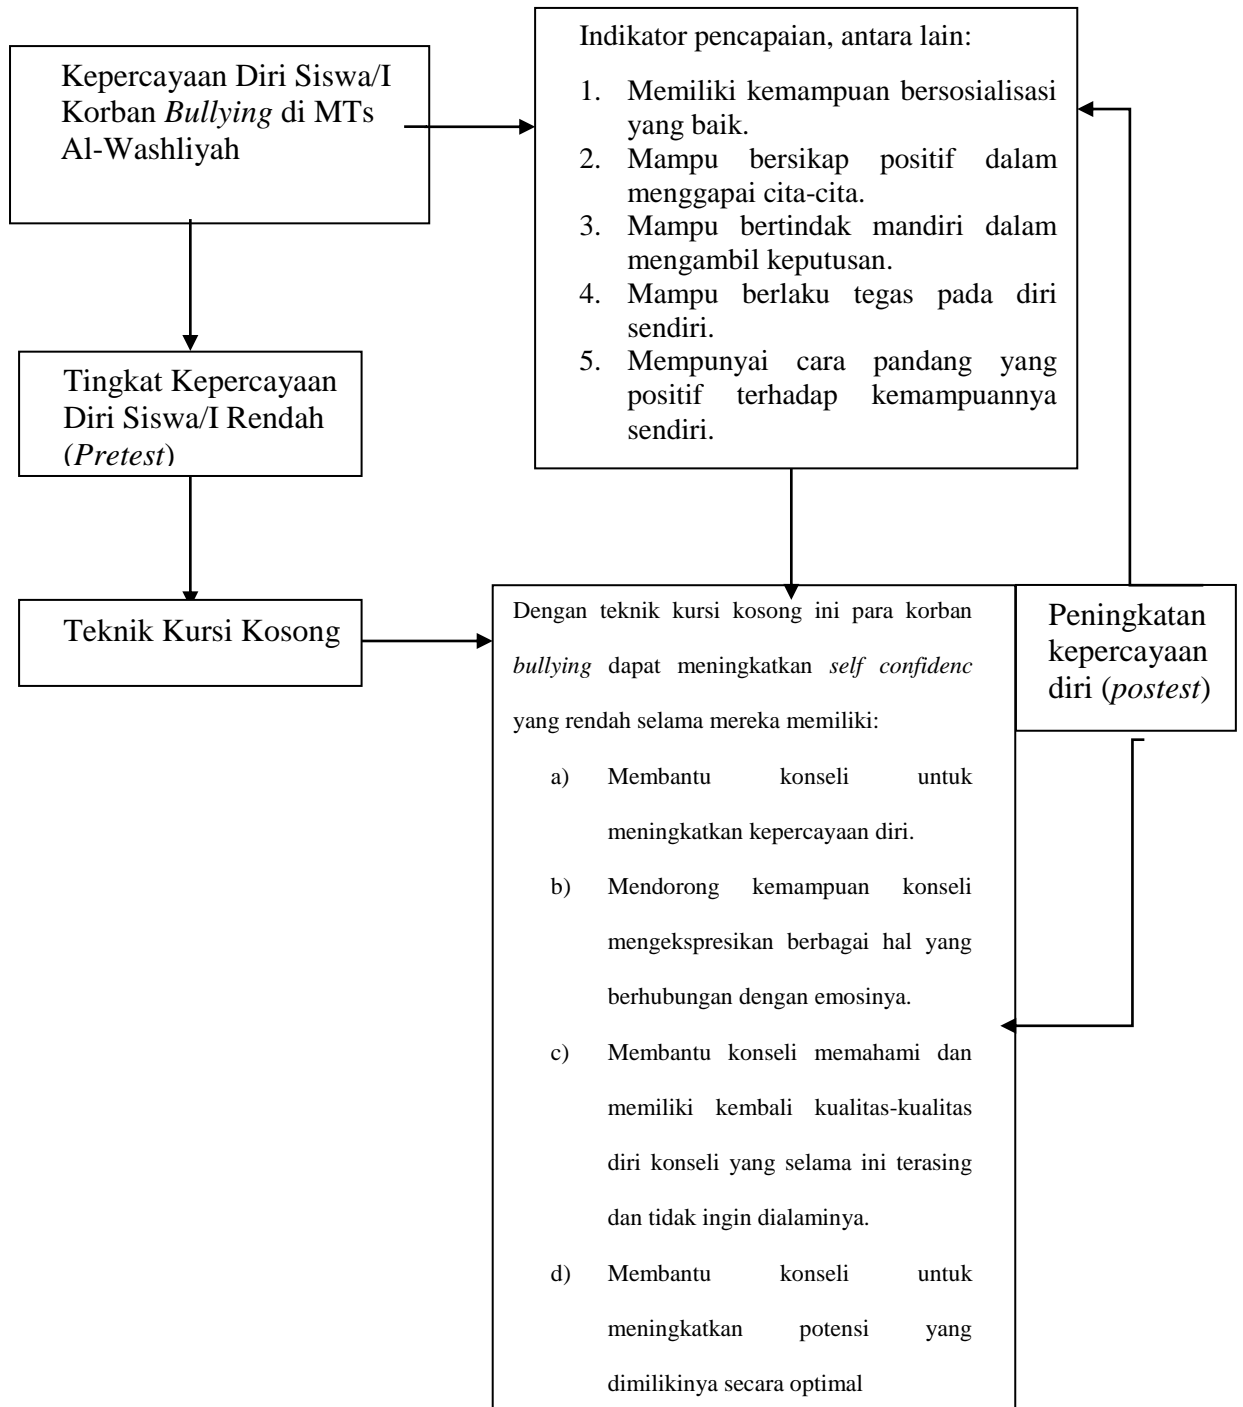 Kepercayaan Diri Siswa/I
Korban Bullying di MTs
Al-Washliyah
Indikator pencapaian, antara lain:
1. Memiliki kemampuan bersosialisasi
yang baik.
2. Mampu bersikap positif dalam
menggapai cita-cita.
3. Mampu bertindak mandiri dalam
mengambil keputusan.
4. Mampu berlaku tegas pada diri
sendiri.
5. Mempunyai cara pandang yang
positif terhadap kemampuannya
sendiri.
Tingkat Kepercayaan
Diri Siswa/I Rendah
(Pretest)
Teknik Kursi Kosong
Dengan teknik kursi kosong ini para korban
bullying dapat meningkatkan self confidenc
yang rendah selama mereka memiliki:
a) Membantu konseli untuk
meningkatkan kepercayaan diri.
b) Mendorong kemampuan konseli
mengekspresikan berbagai hal yang
berhubungan dengan emosinya.
c) Membantu konseli memahami dan
memiliki kembali kualitas-kualitas
diri konseli yang selama ini terasing
dan tidak ingin dialaminya.
d) Membantu konseli untuk
meningkatkan potensi yang
dimilikinya secara optimal
Peningkatan
kepercayaan
diri (postest)